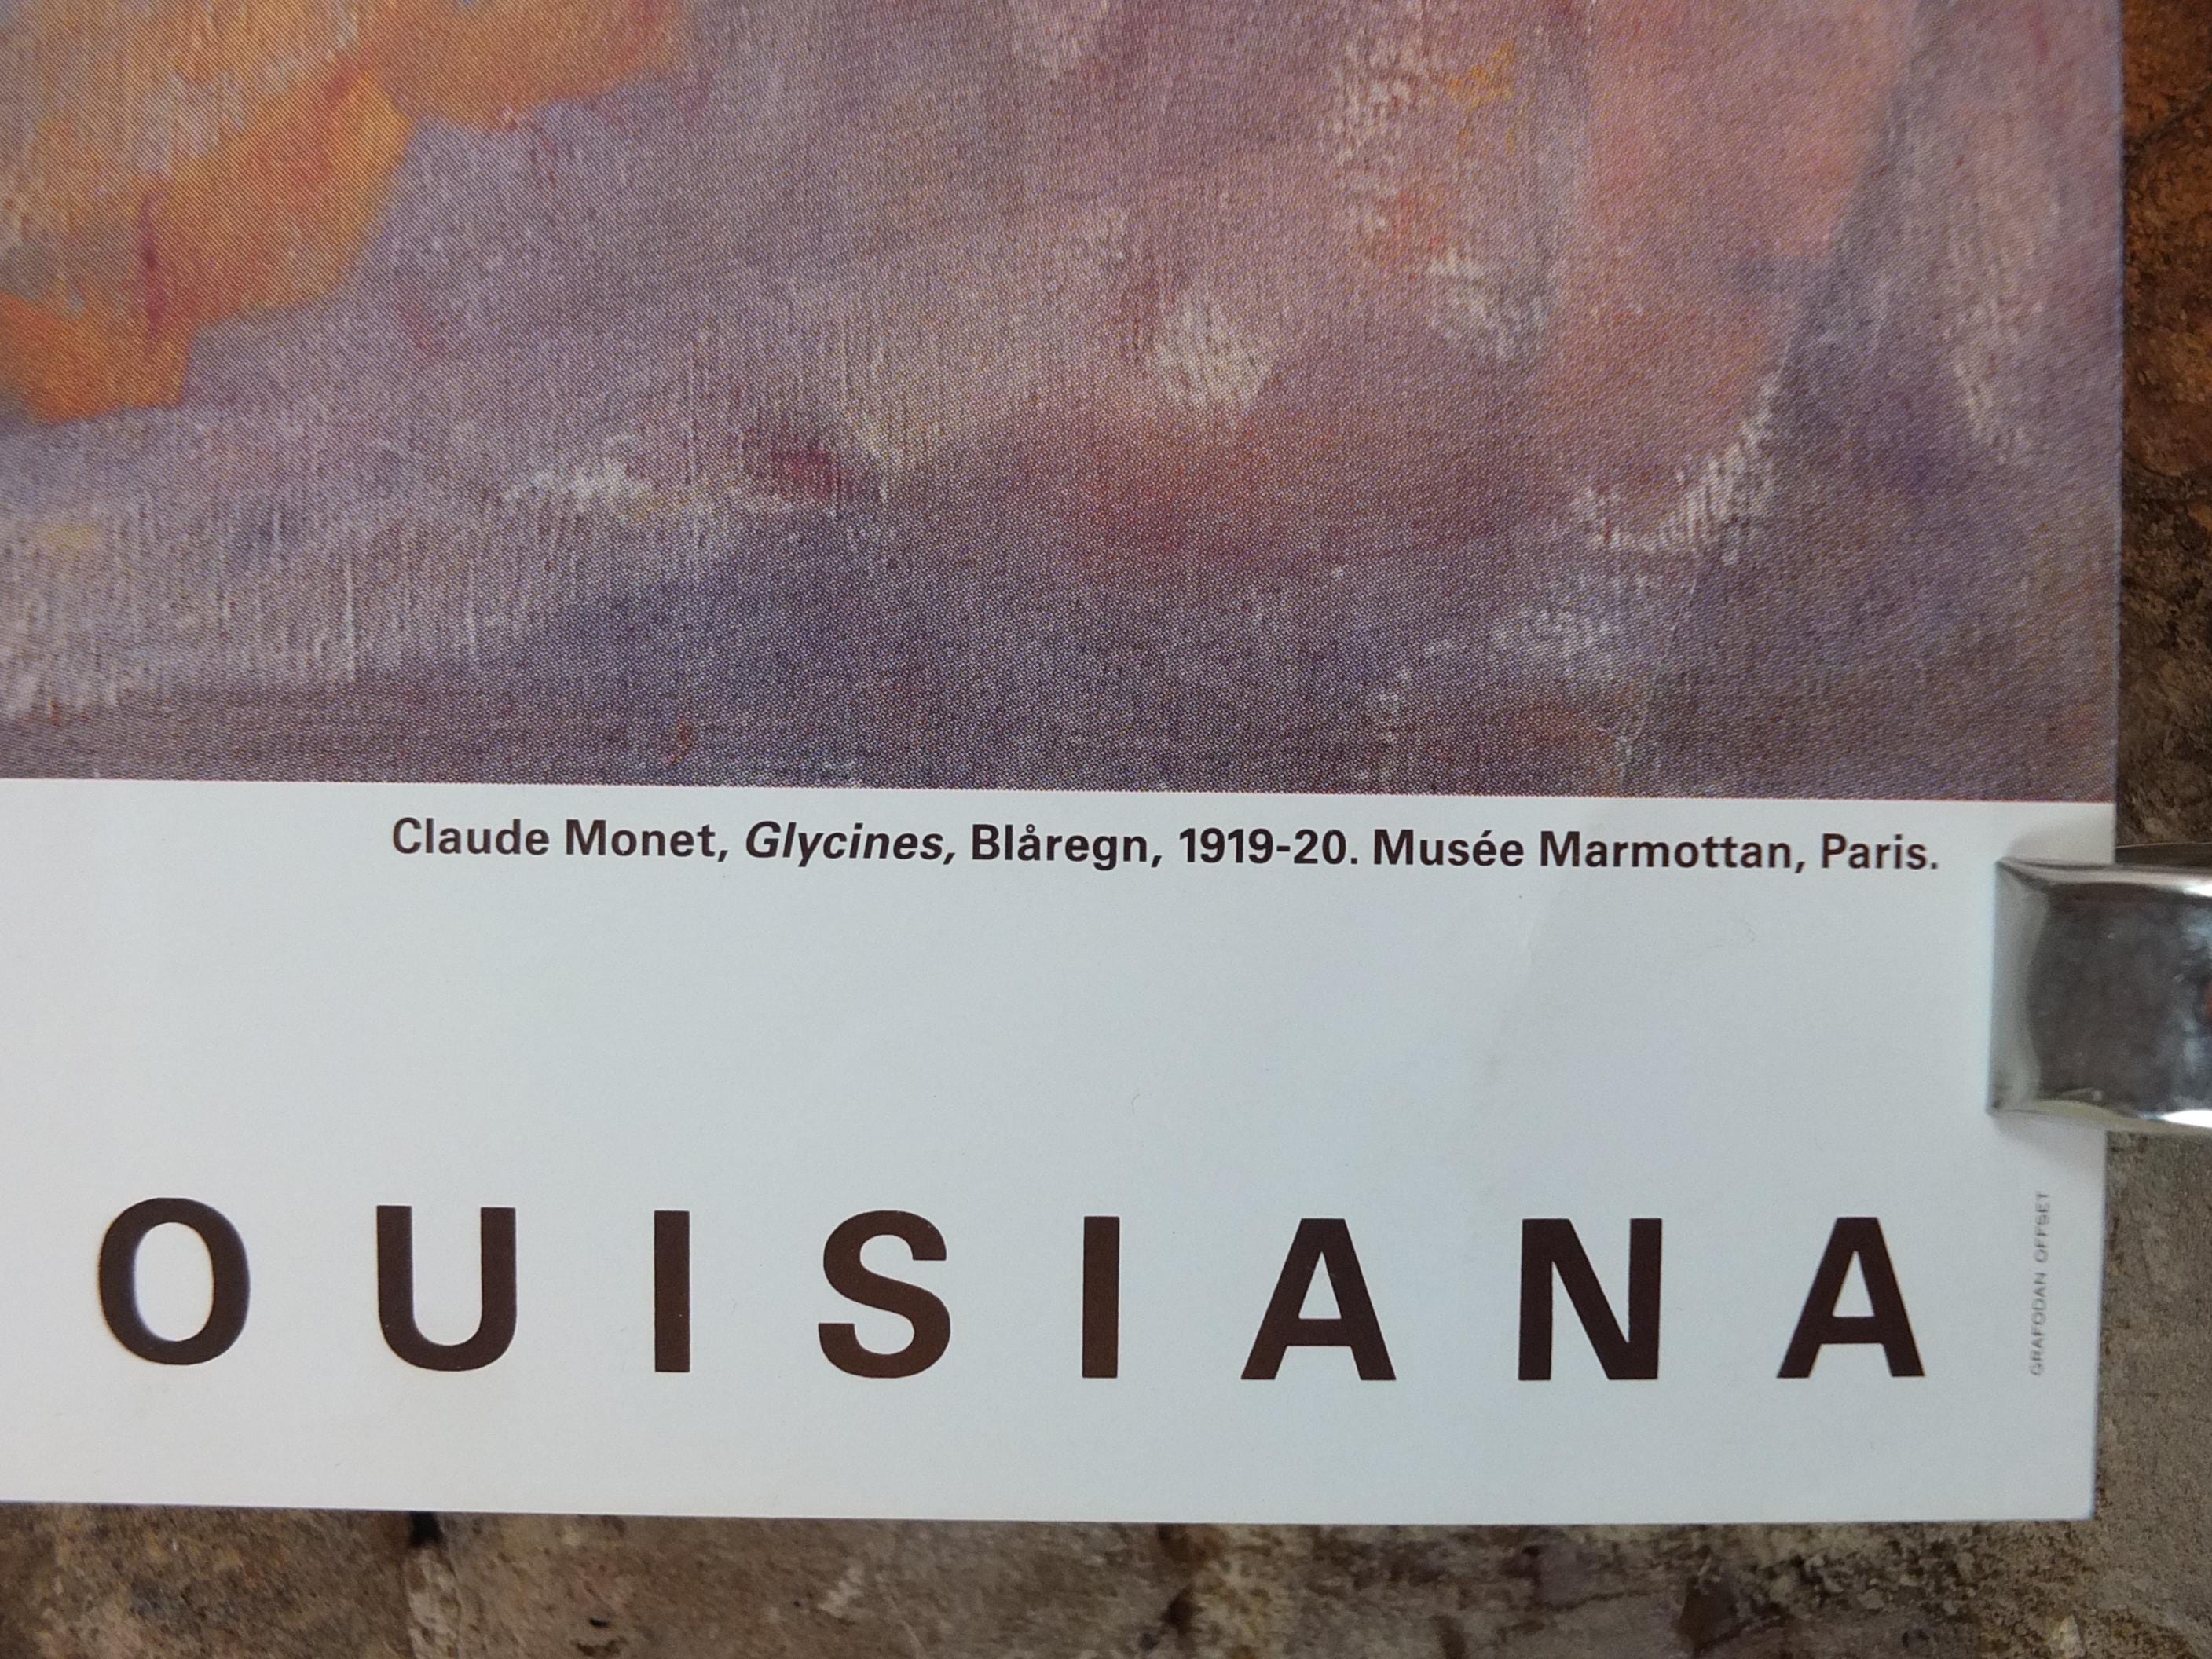 Claude Monet, Glycines, Blåregn, 1919-20. Musée Marmottan, Paris.
OUISIANA
GRAFODAN OFFSET